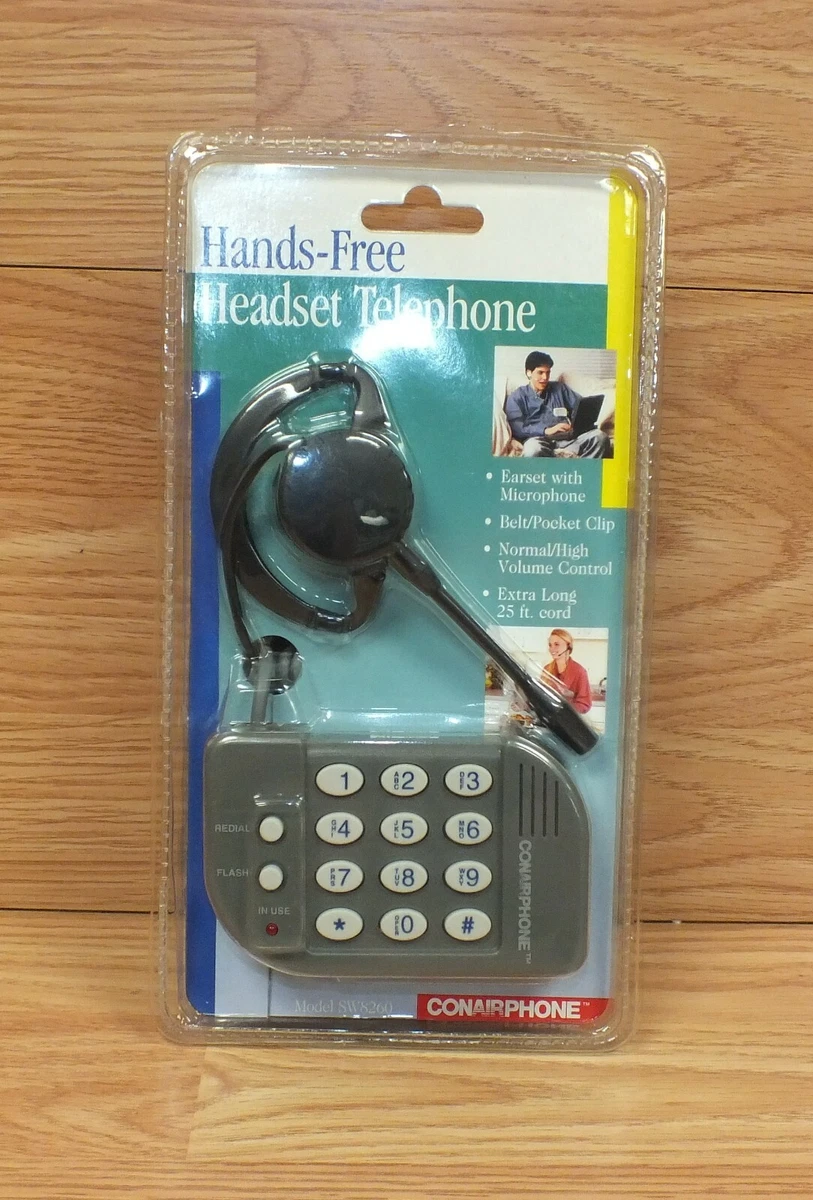 Hands-Free
Headset Telephone
• Earset with
Microphone
• Belt/Pocket Clip
• Normal/High
Volume Control
• Extra Long
25 ft. cord
1 ABC 2 DEF 3
REDIAL GHI 4 JKL 5 MNO 6
FLASH PRS 7 TUV 8 WXY 9
IN USE * OPER 0 #
CONAIRPHONE™
Model SW8260
CONAIRPHONE™